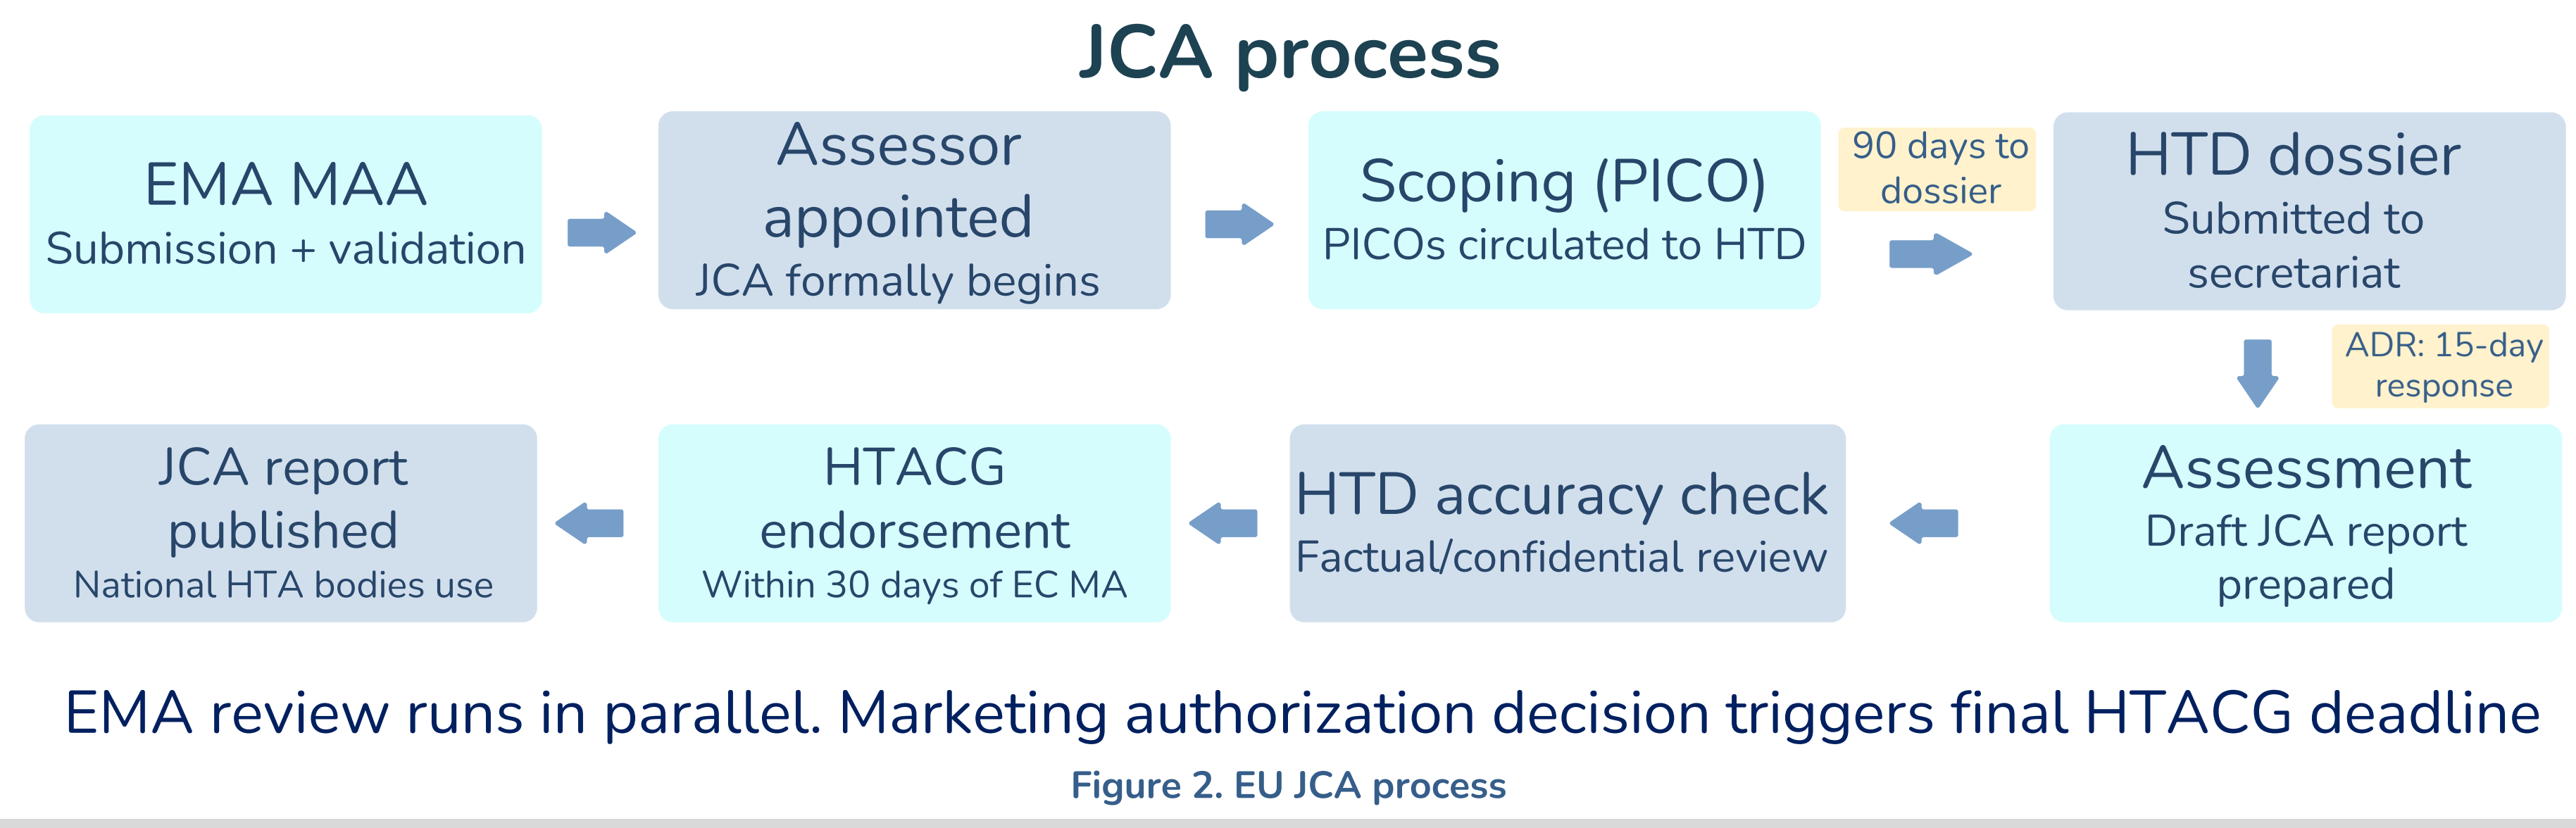 JCA process
EMA MAA
Submission + validation
Assessor
appointed
JCA formally begins
Scoping (PICO)
PICOs circulated to HTD
90 days to
dossier
HTD dossier
Submitted to
secretariat
ADR: 15-day
response
Assessment
Draft JCA report
prepared
HTD accuracy check
Factual/confidential review
HTACG
endorsement
Within 30 days of EC MA
JCA report
published
National HTA bodies use
EMA review runs in parallel. Marketing authorization decision triggers final HTACG deadline
Figure 2. EU JCA process